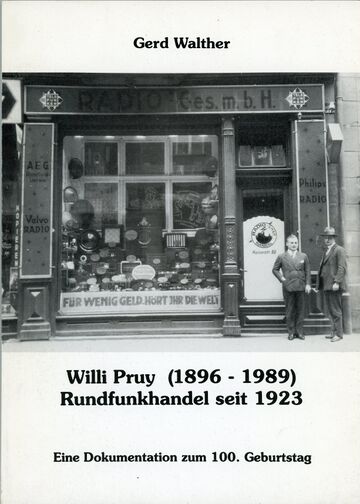 Gerd Walther
RADIO-Ges.m.b.H.
AEG
Valvo
RADIO
Philips
RADIO
FÜR WENIG GELD HÖRT IHR DIE WELT
Willi Pruy (1896 - 1989)
Rundfunkhandel seit 1923
Eine Dokumentation zum 100. Geburtstag